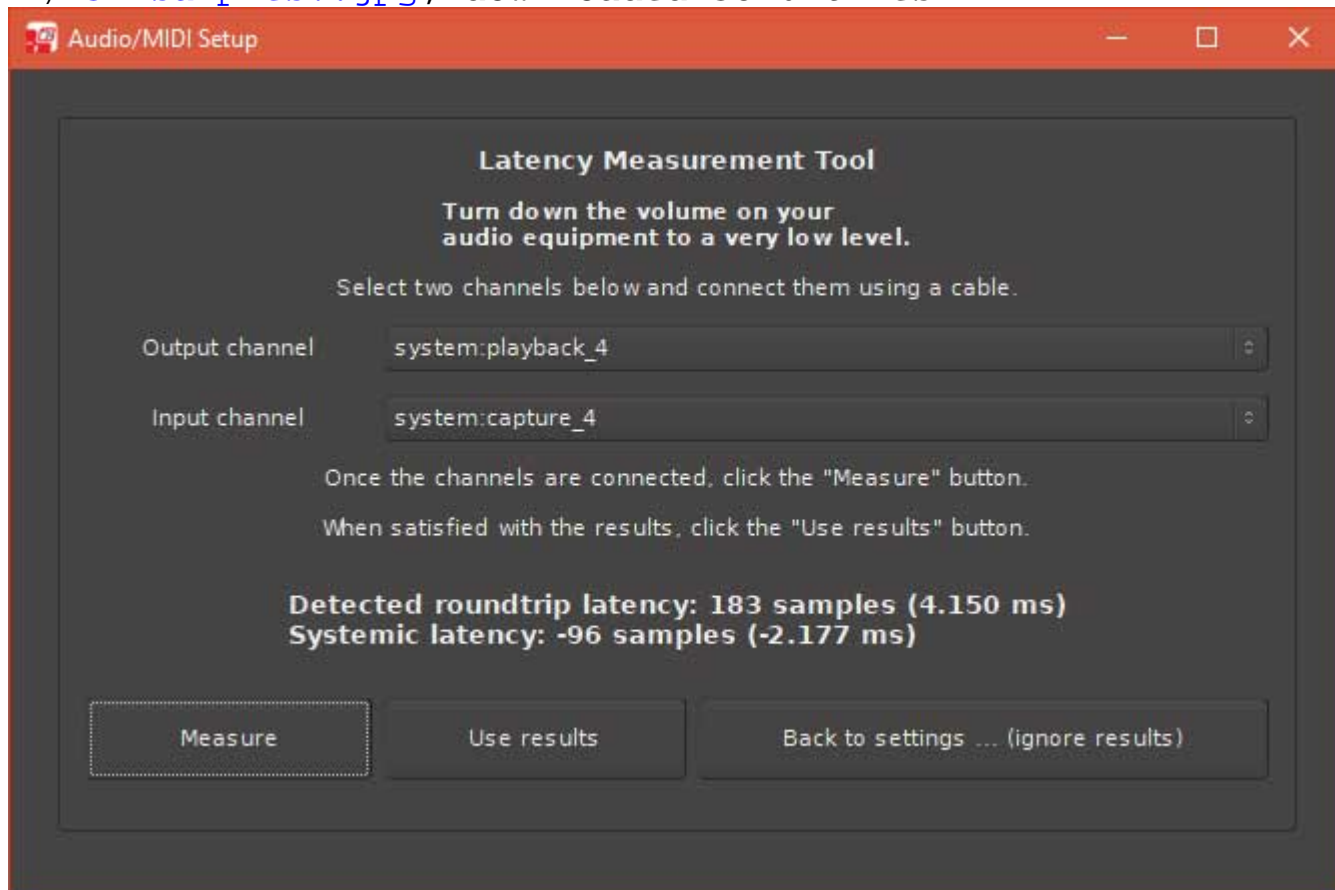 Audio/MIDI Setup
Latency Measurement Tool
Turn down the volume on your
audio equipment to a very low level.
Select two channels below and connect them using a cable.
Output channel system:playback_4
Input channel system:capture_4
Once the channels are connected, click the "Measure" button.
When satisfied with the results, click the "Use results" button.
Detected roundtrip latency: 183 samples (4.150 ms)
Systemic latency: -96 samples (-2.177 ms)
Measure Use results Back to settings ... (ignore results)